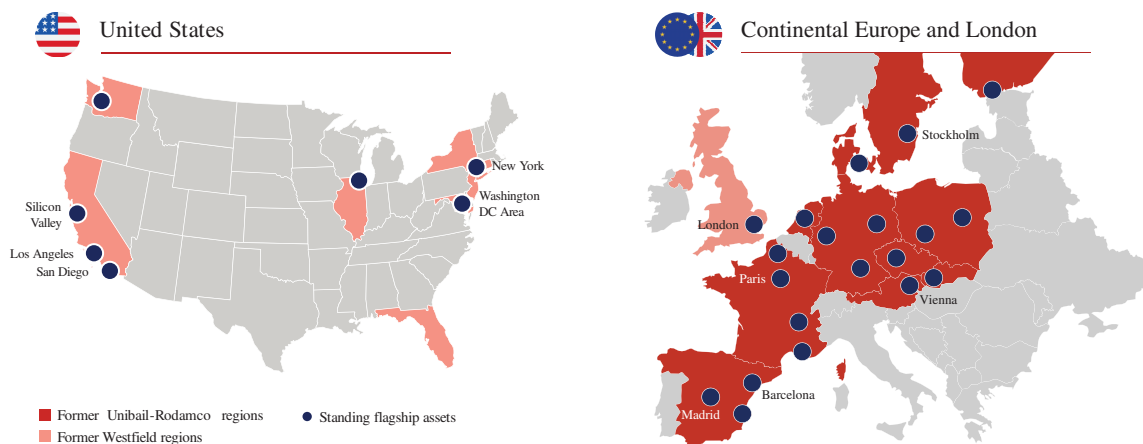 United States
Continental Europe and London
New York
Washington
DC Area
Silicon
Valley
Los Angeles
San Diego
Stockholm
London
Paris
Vienna
Barcelona
Madrid
Former Unibail-Rodamco regions
Standing flagship assets
Former Westfield regions